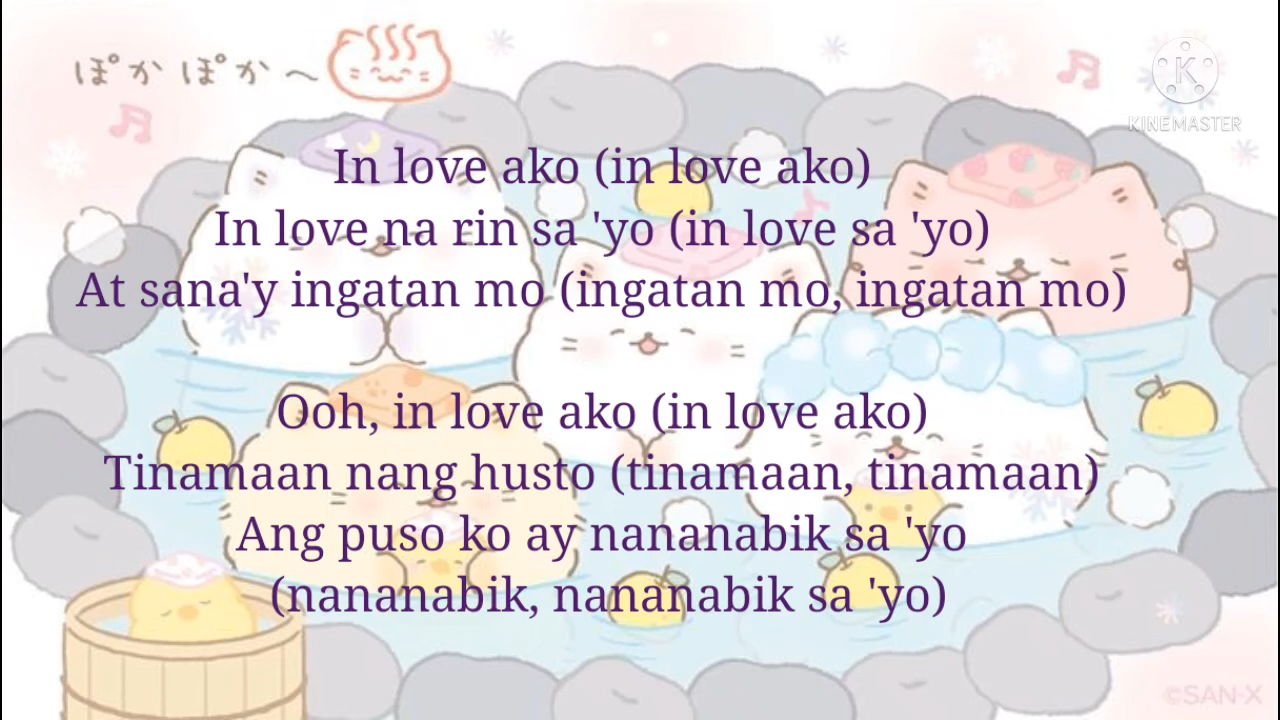 ぽかぽか～
K
KINEMASTER
In love ako (in love ako)
In love na rin sa 'yo (in love sa 'yo)
At sana'y ingatan mo (ingatan mo, ingatan mo)
Ooh, in love ako (in love ako)
Tinamaan nang husto (tinamaan, tinamaan)
Ang puso ko ay nananabik sa 'yo
(nananabik, nananabik sa 'yo)
©SAN-X